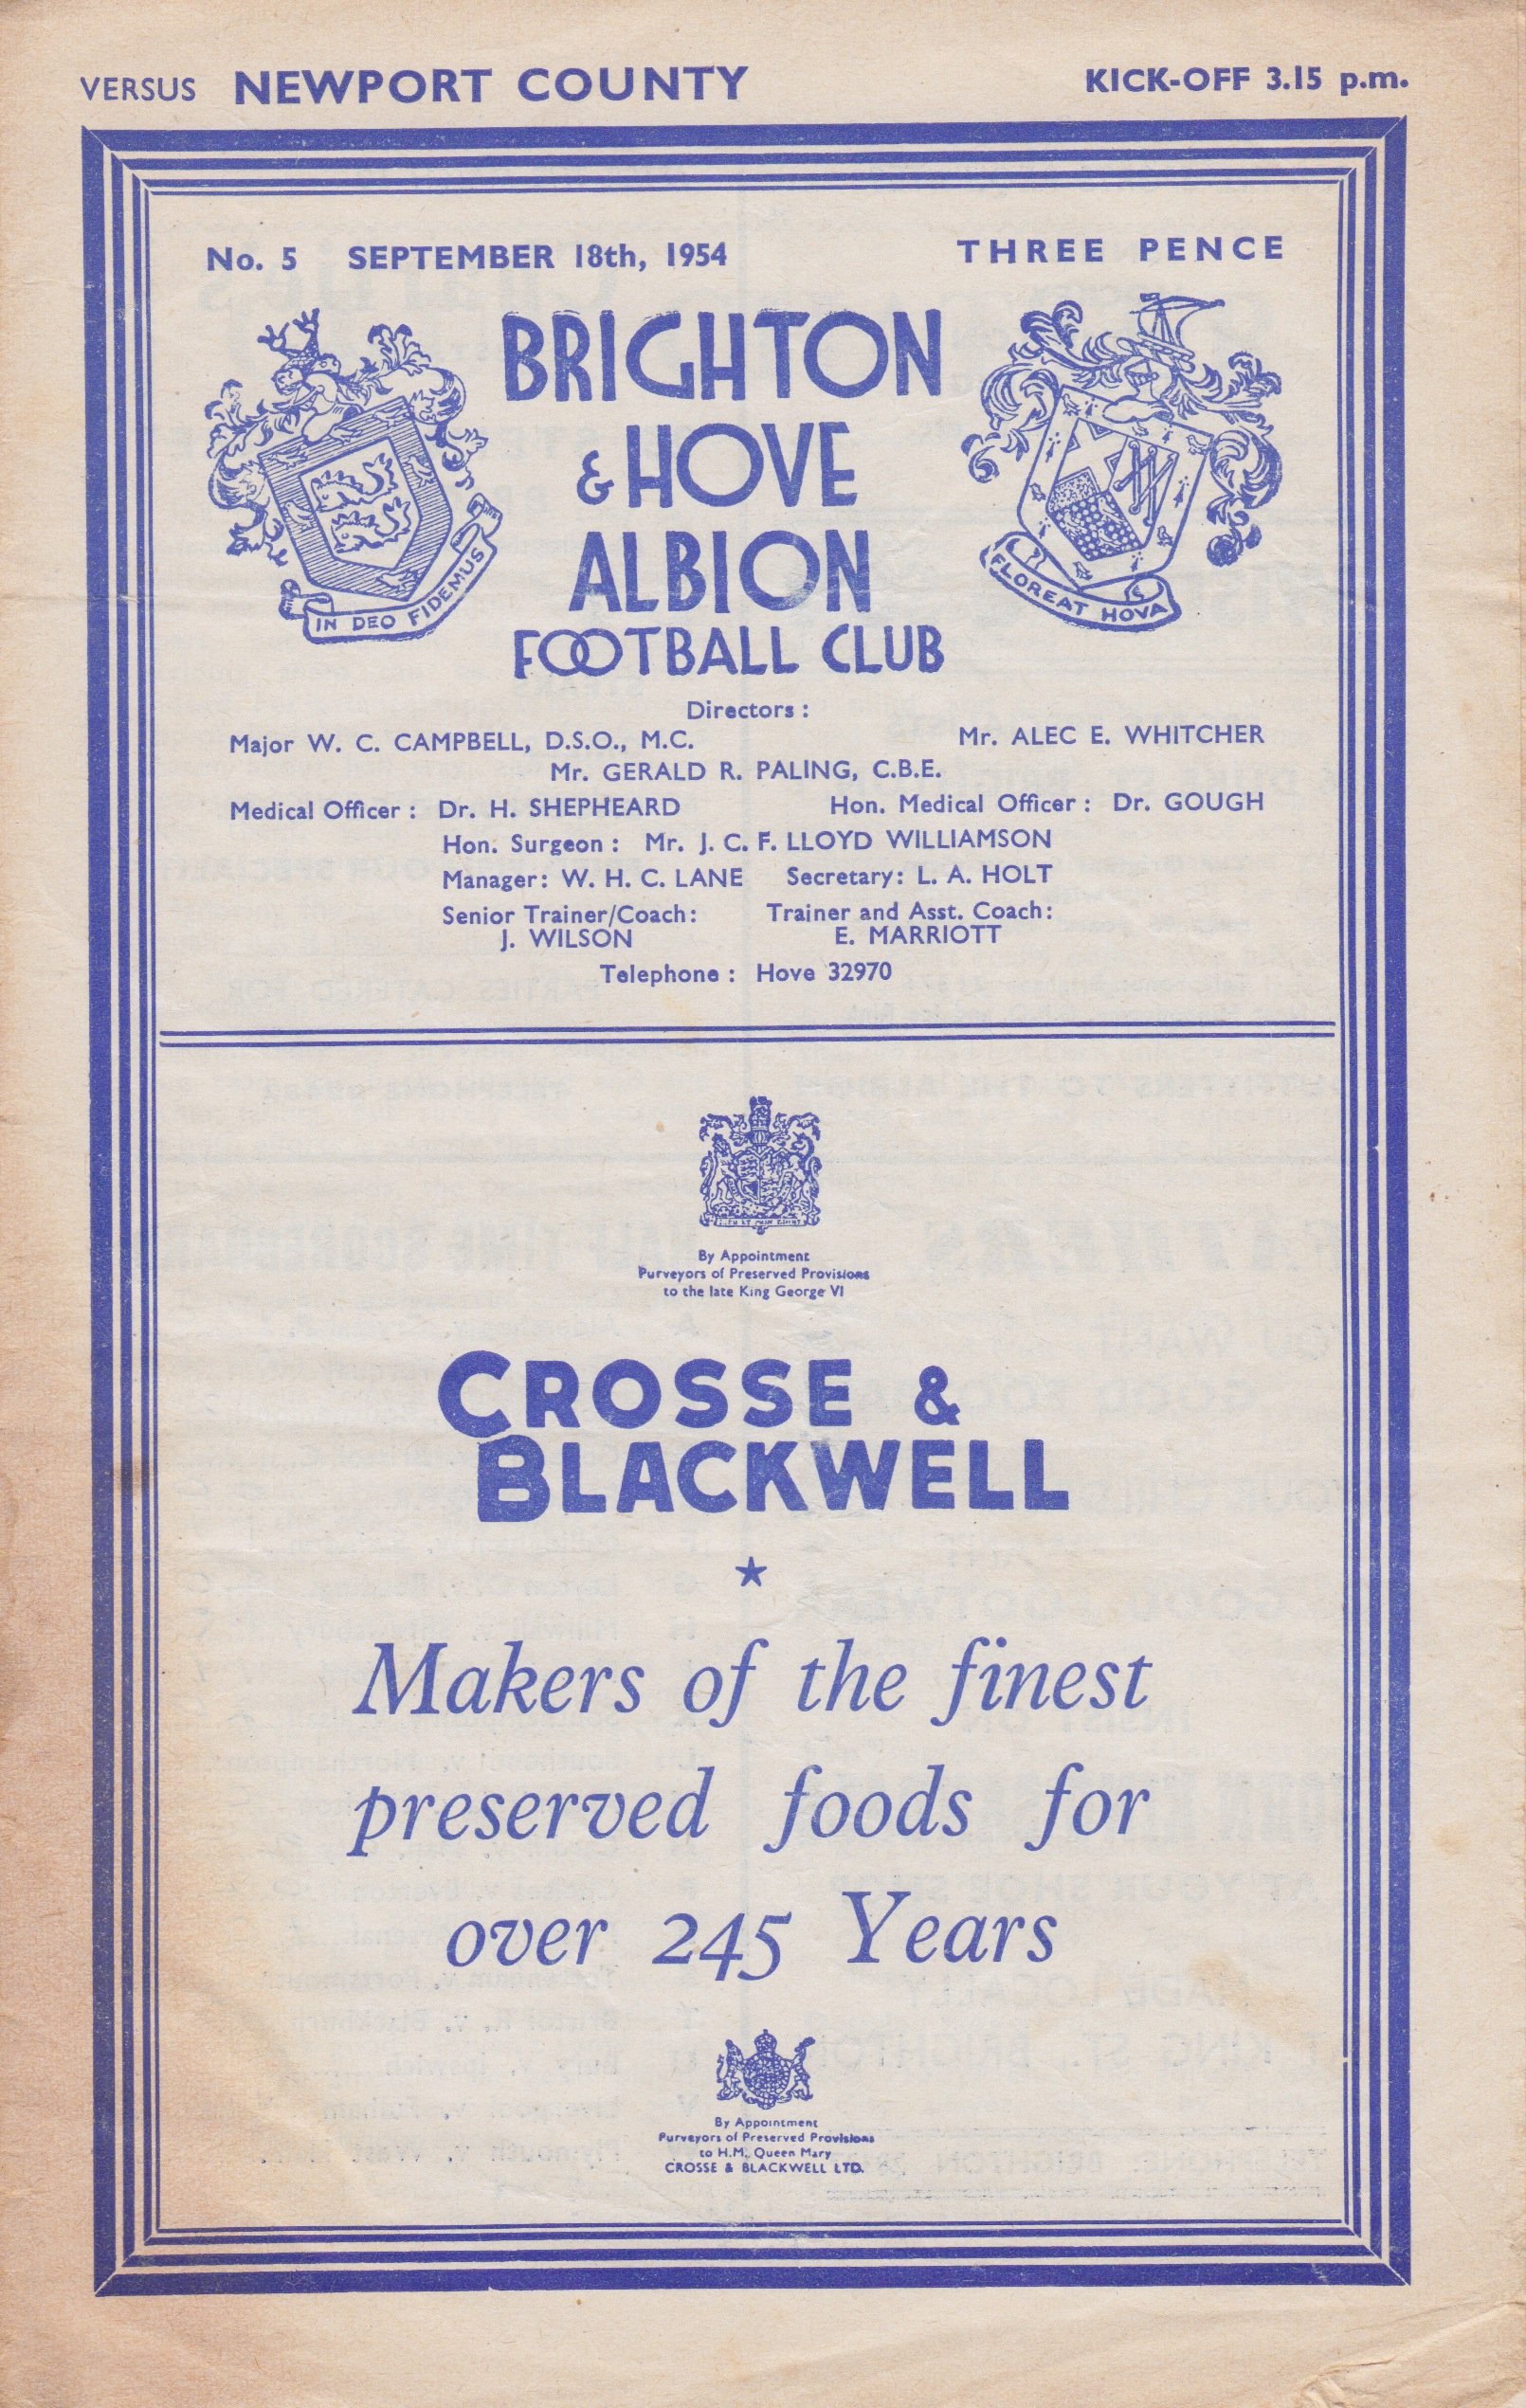 VERSUS NEWPORT COUNTY KICK-OFF 3.15 p.m.
No. 5 SEPTEMBER 18th, 1954 THREE PENCE
BRIGHTON
& HOVE
ALBION
FOOTBALL CLUB
IN DEO FIDEMUS
FLOREAT HOVA
Directors :
Major W. C. CAMPBELL, D.S.O., M.C. Mr. ALEC E. WHITCHER
Mr. GERALD R. PALING, C.B.E.
Medical Officer : Dr. H. SHEPHEARD Hon. Medical Officer : Dr. GOUGH
Hon. Surgeon : Mr. J. C. F. LLOYD WILLIAMSON
Manager: W. H. C. LANE Secretary: L. A. HOLT
Senior Trainer/Coach: Trainer and Asst. Coach:
J. WILSON E. MARRIOTT
Telephone : Hove 32970
By Appointment
Purveyors of Preserved Provisions
to the late King George VI
CROSSE &
BLACKWELL
Makers of the finest
preserved foods for
over 245 Years
By Appointment
Purveyors of Preserved Provisions
to H.M. Queen Mary
CROSSE & BLACKWELL LTD.